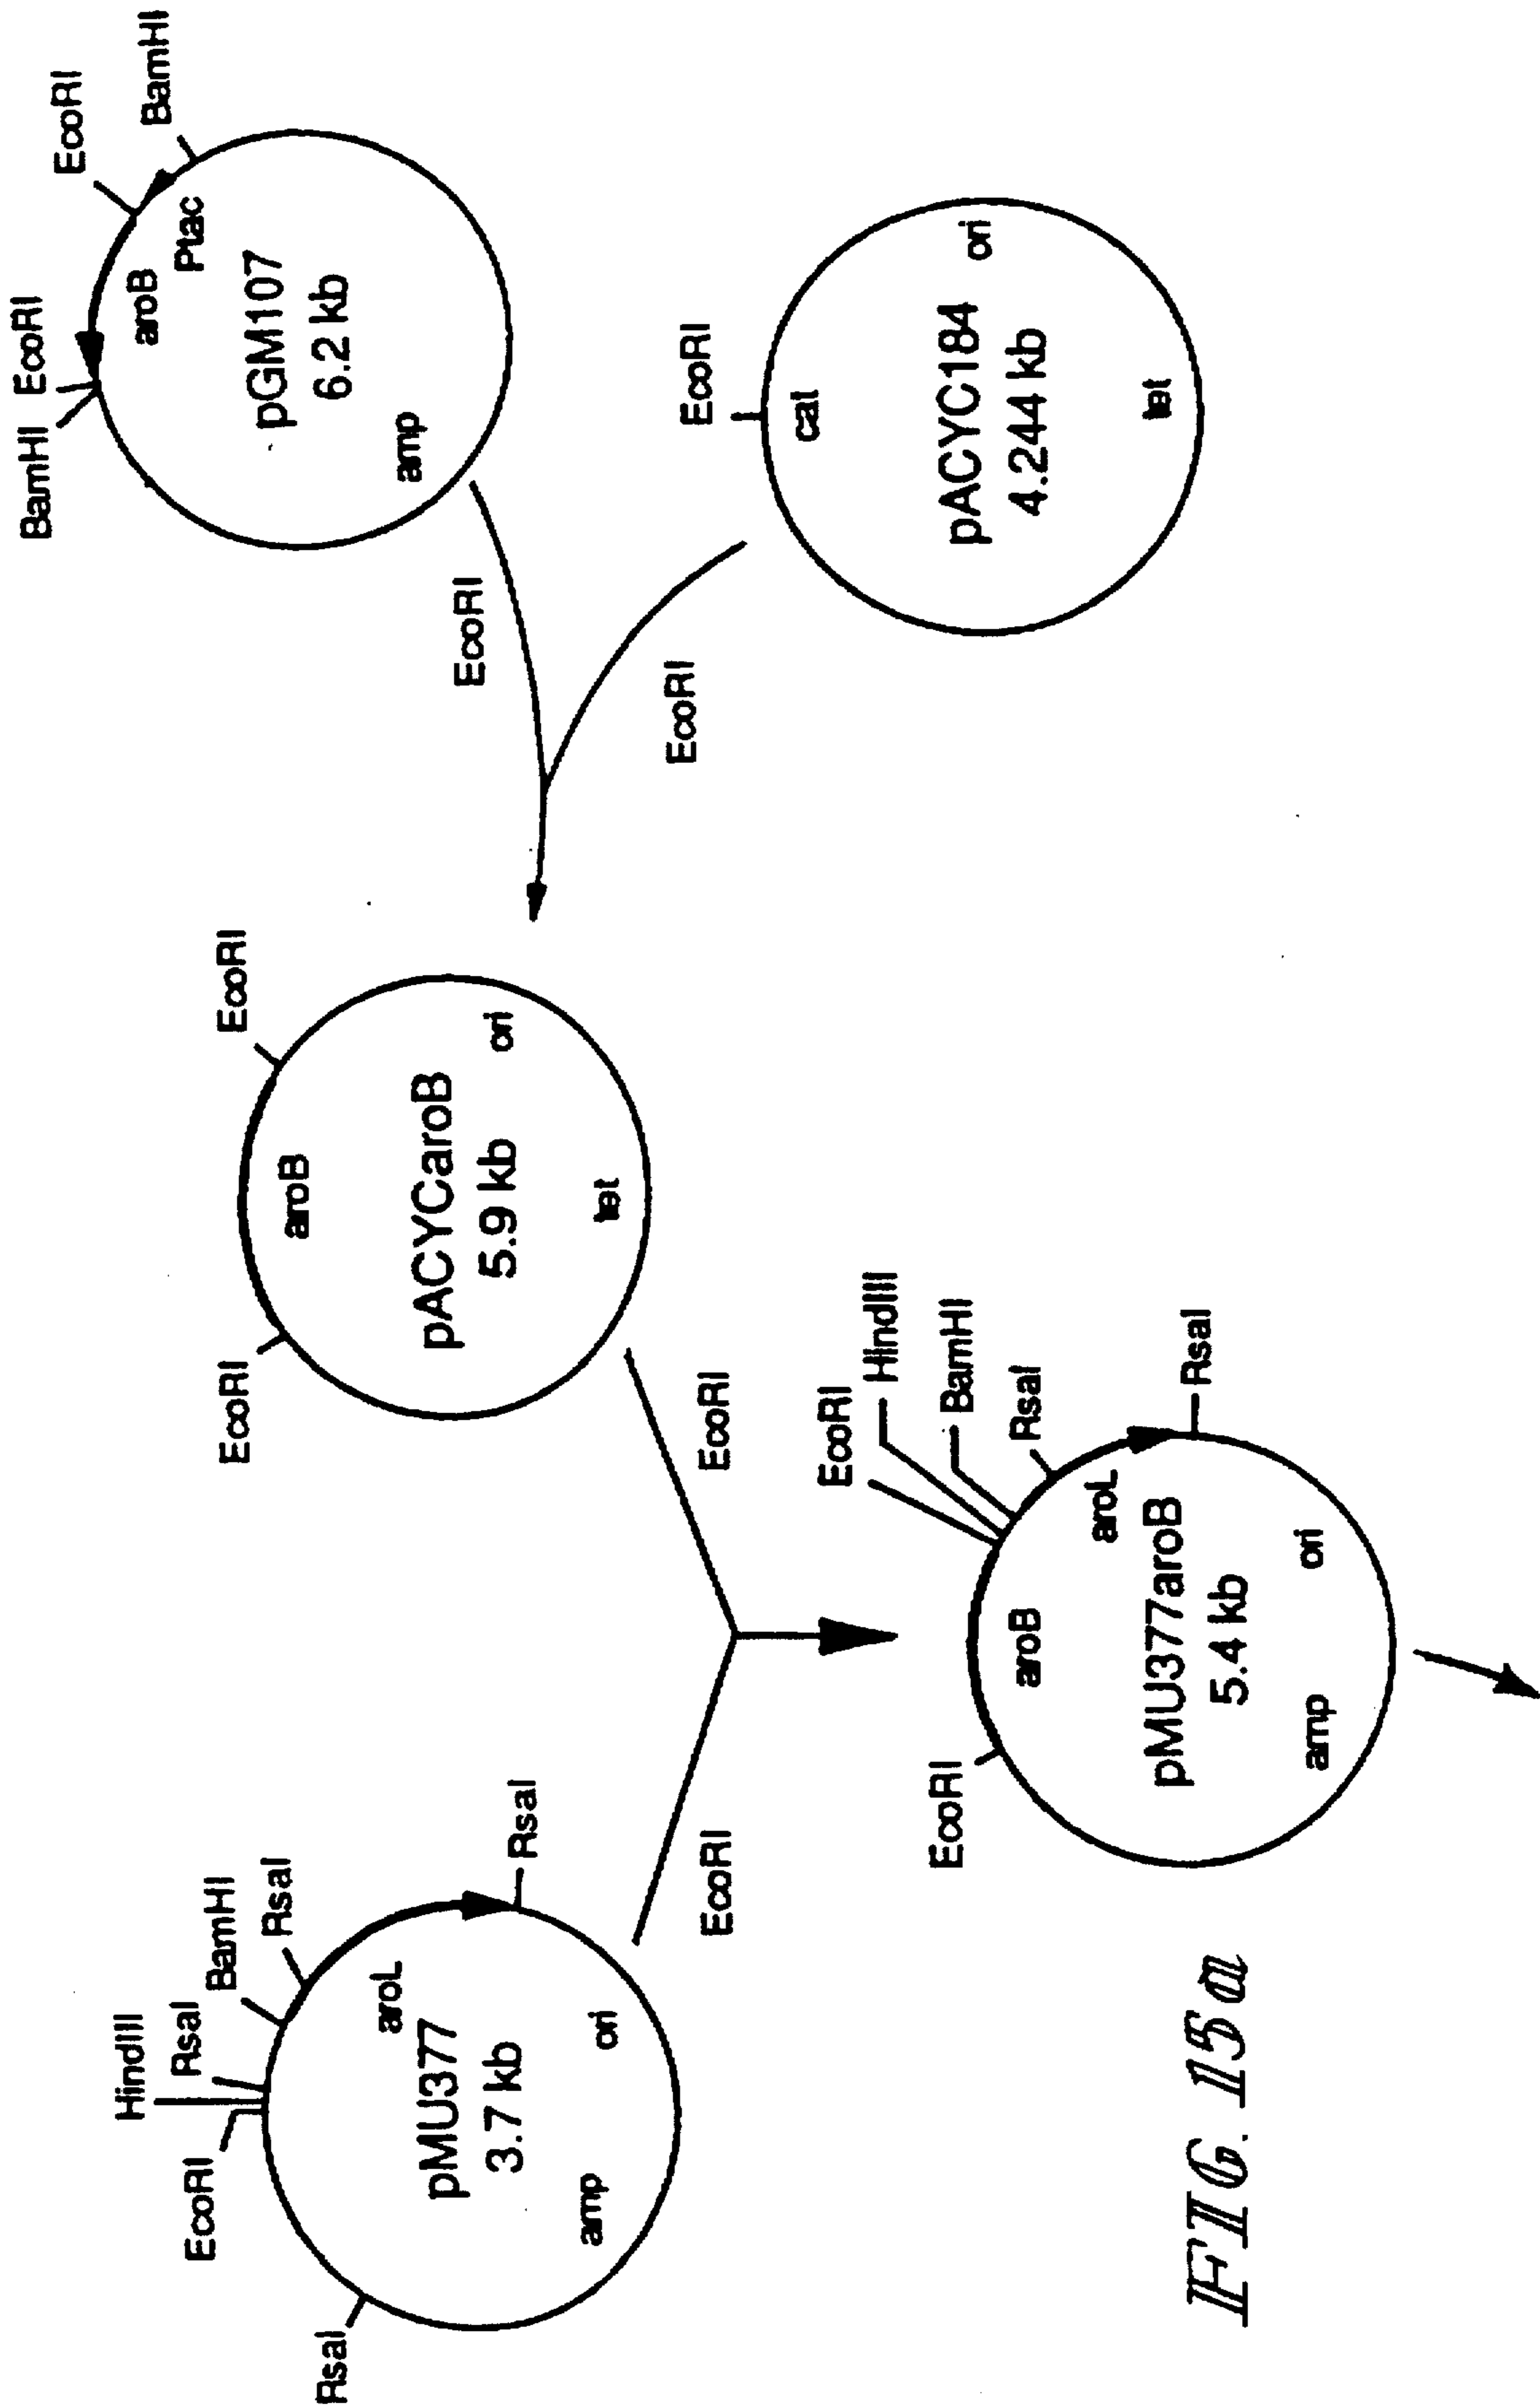 HindIII
EcoRI
RsaI
BamHI
RsaI
RsaI
RsaI
aroL
pMU377
3.7 kb
amp
ori
EcoRI
EcoRI
EcoRI
aroB
pACYCaroB
5.9 kb
ori
tet
EcoRI
BamHI
EcoRI
EcoRI
BamHI
aroB
Ptac
pGM107
6.2 kb
amp
EcoRI
EcoRI
EcoRI
cat
pACYC184
4.244 kb
ori
tet
EcoRI
EcoRI
EcoRI
HindIII
BamHI
RsaI
RsaI
aroB
aroL
pMU377aroB
5.4 kb
amp
ori
FIG. 15a